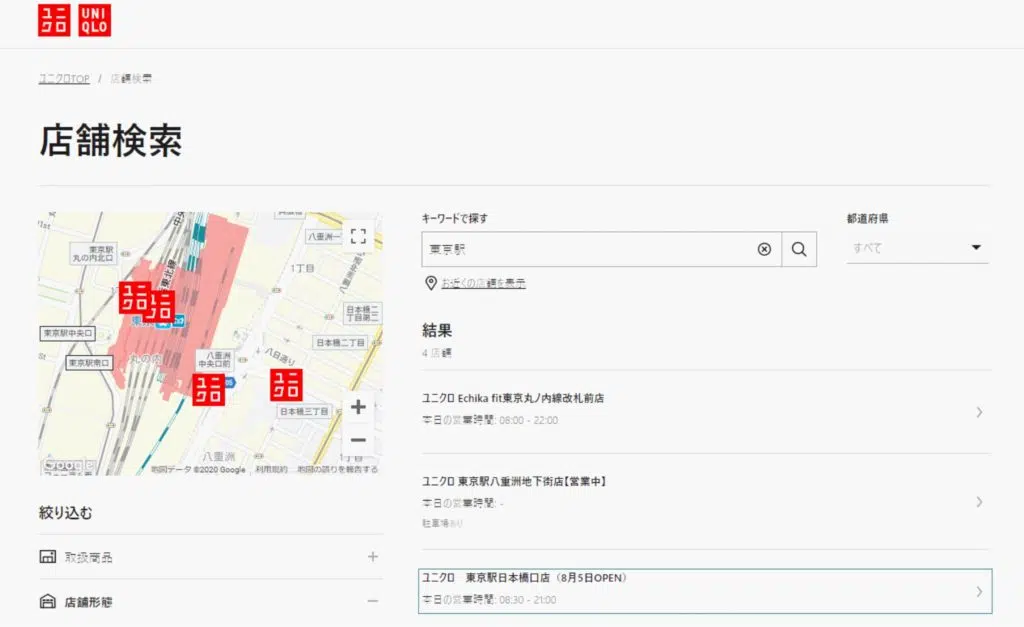 ユニクロ UNIQLO
ユニクロTOP / 店舗検索
店舗検索
東京駅
丸の内北口
八重洲一
1丁目
日本橋二
丁目第二
日本橋二丁目
八日通り
東京駅中央口
東京駅南口
丸の内
八重洲
中央口前
日本橋三丁目
八重洲
1丁目
地図データ ©2020 Google 利用規約 地図の誤りを報告する
キーワードで探す
東京駅
お近くの店舗を表示
都道府県
すべて
結果
4 店舗
ユニクロ Echika fit東京丸ノ内線改札前店
本日の営業時間: 08:00 - 22:00
ユニクロ 東京駅八重洲地下街店【営業中】
本日の営業時間: -
駐車場あり
ユニクロ 東京駅日本橋口店（8月5日OPEN）
本日の営業時間: 08:30 - 21:00
絞り込む
取扱商品
店舗形態